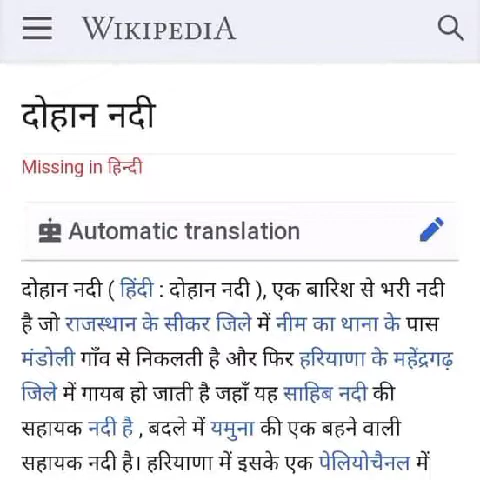 WIKIPEDIA
दोहान नदी
Missing in हिन्दी
Automatic translation
दोहान नदी ( हिंदी : दोहान नदी ), एक बारिश से भरी नदी
है जो राजस्थान के सीकर जिले में नीम का थाना के पास
मंडोली गाँव से निकलती है और फिर हरियाणा के महेंद्रगढ़
जिले में गायब हो जाती है जहाँ यह साहिब नदी की
सहायक नदी है , बदले में यमुना की एक बहने वाली
सहायक नदी है। हरियाणा में इसके एक पेलियोचैनल में